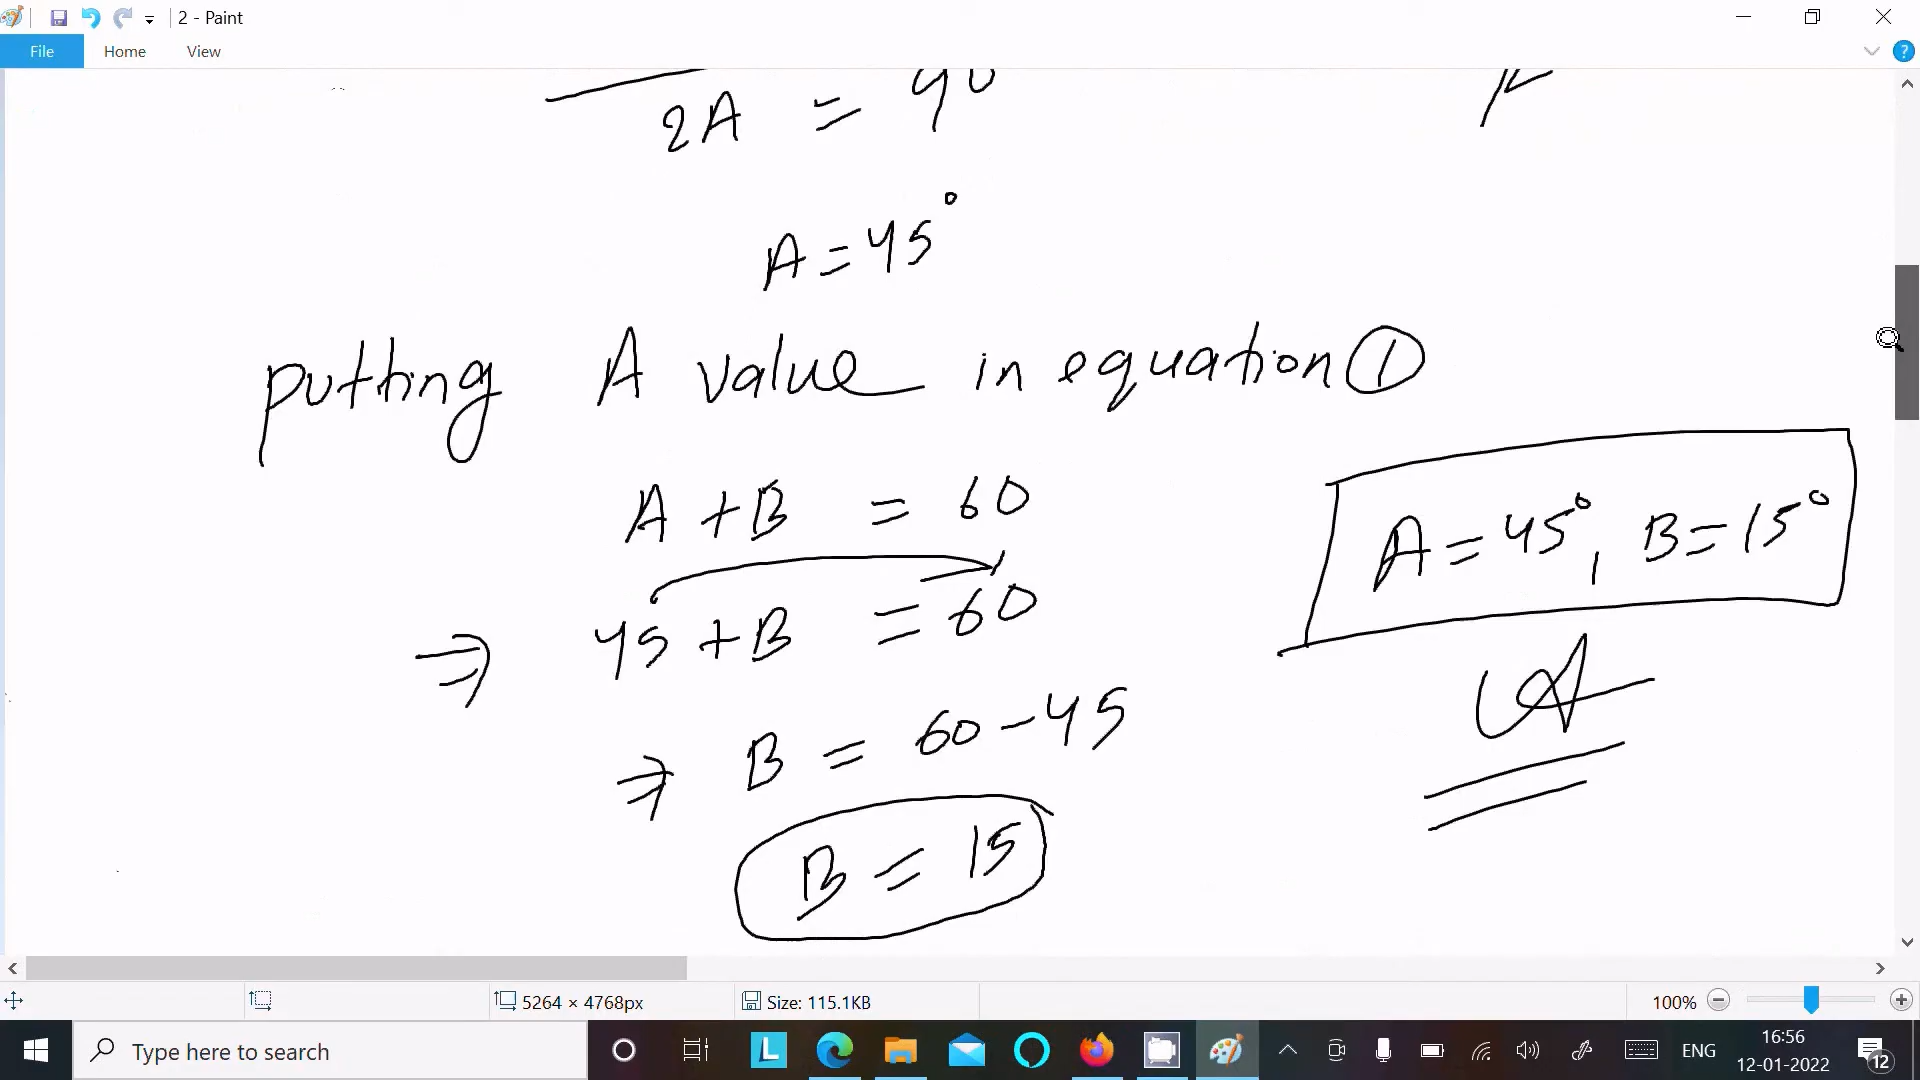 2 - Paint
File Home View
2A = 90
A = 45°
putting A value in equation ①
A + B = 60
⇒ 45 + B = 60
⇒ B = 60 - 45
B = 15
A = 45°, B = 15°
5264 × 4768px Size: 115.1KB 100%
Type here to search
L
ENG
16:56
12-01-2022
12